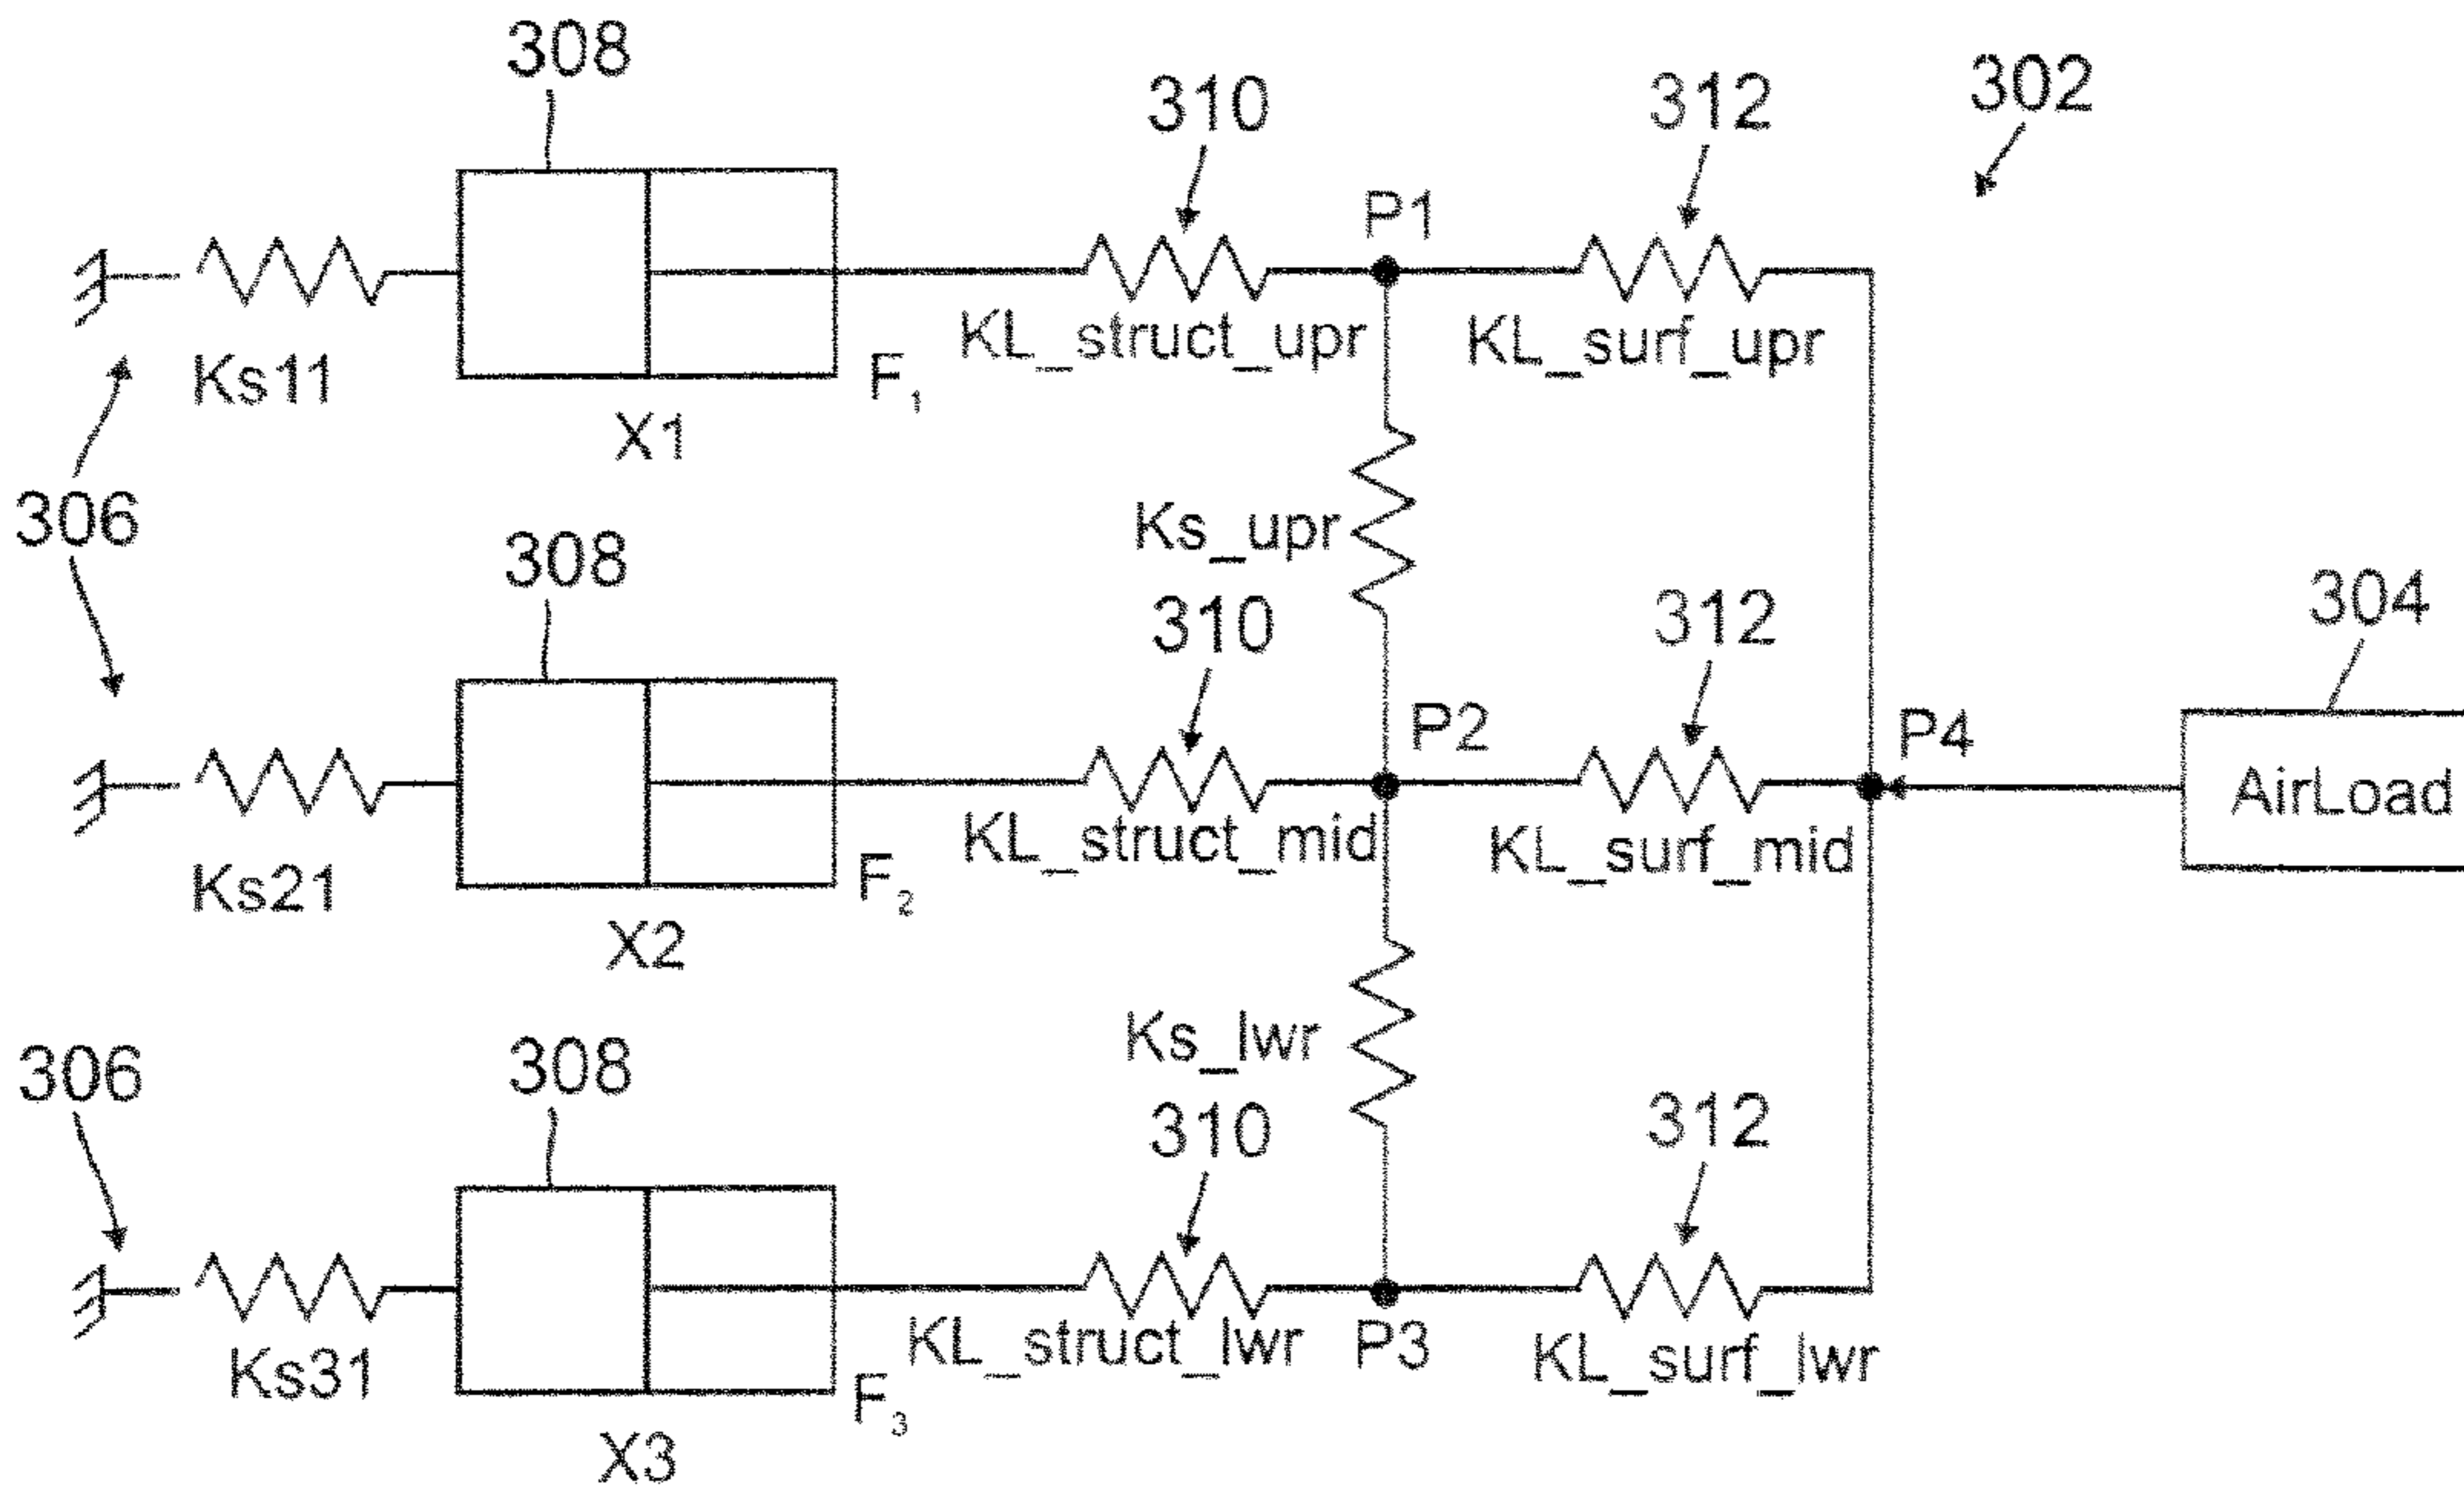 308
310
312
302
P1
KL_struct_upr
KL_surf_upr
Ks11
F1
X1
306
Ks_upr
308
310
312
304
P2
P4
AirLoad
KL_struct_mid
KL_surf_mid
Ks21
F2
X2
Ks_lwr
306
308
310
312
KL_struct_lwr
P3
KL_surf_lwr
Ks31
F3
X3